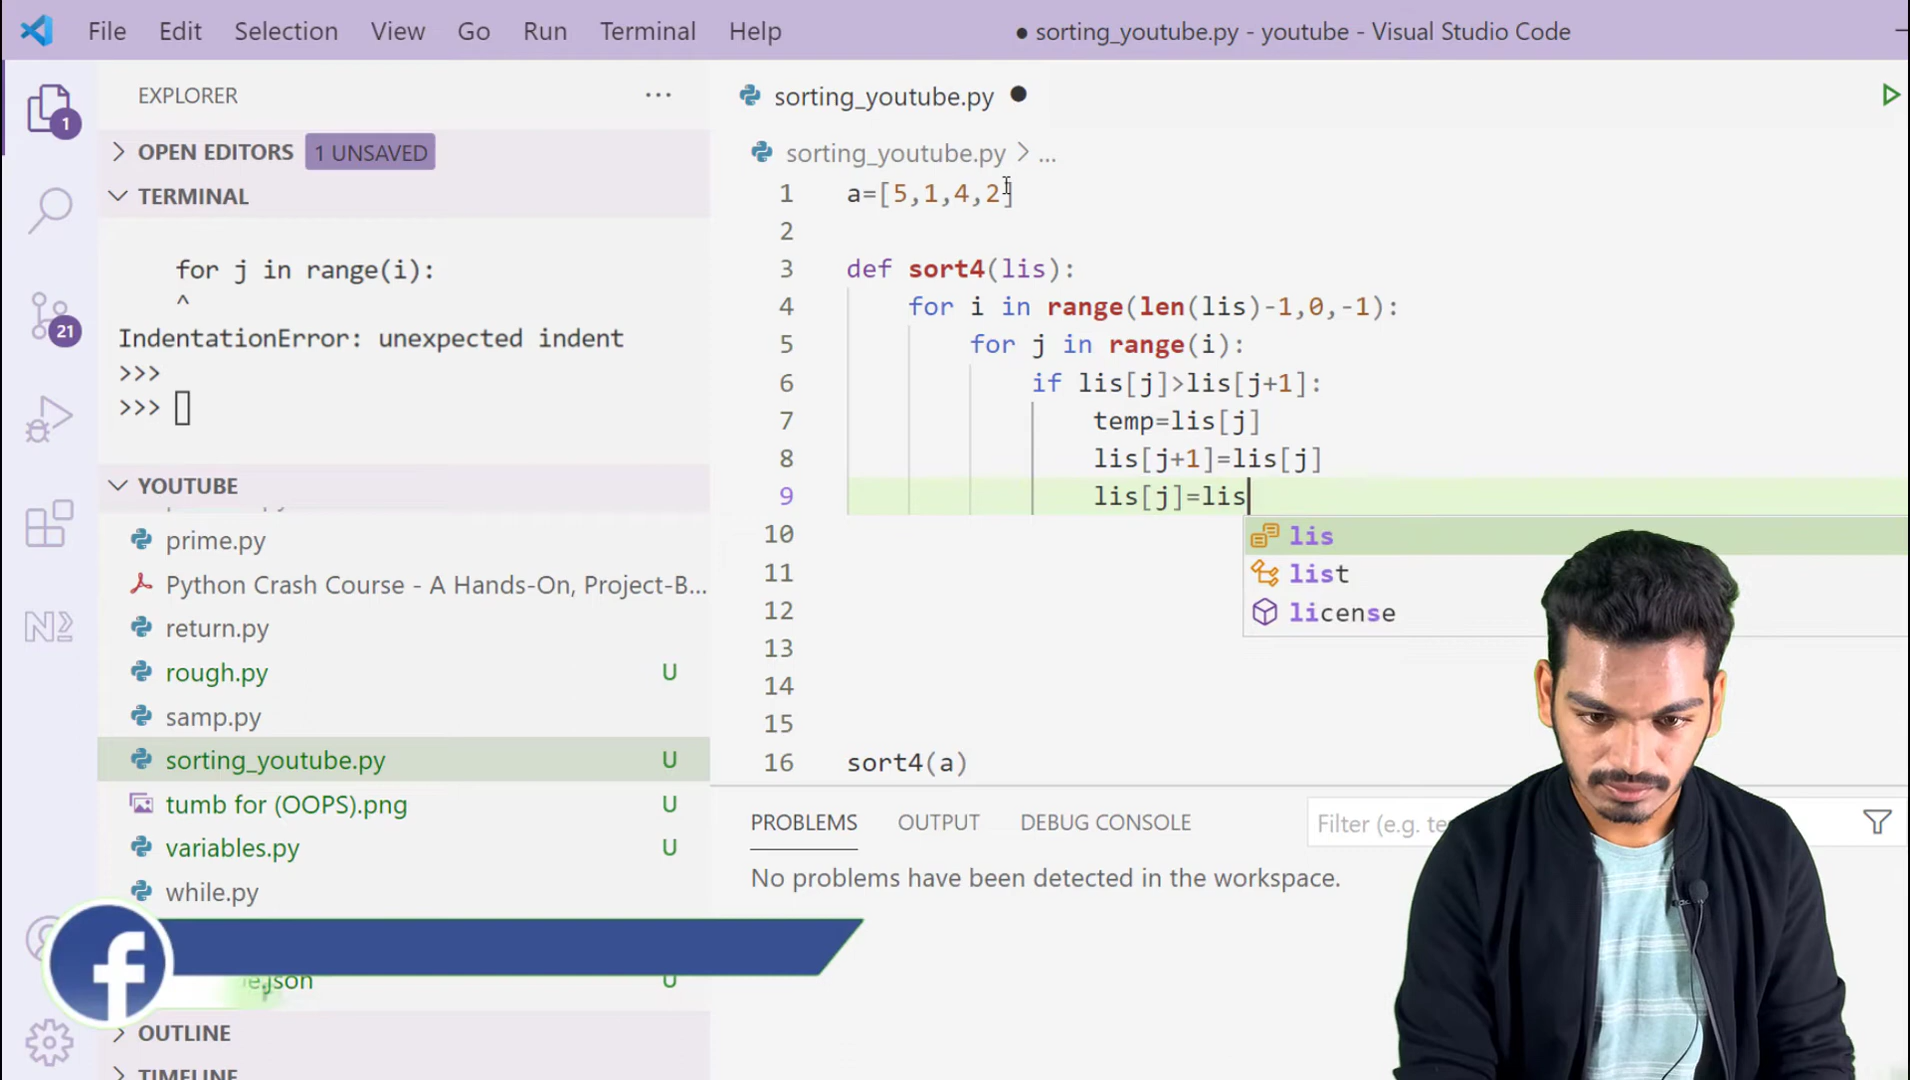 File Edit Selection View Go Run Terminal Help
● sorting_youtube.py - youtube - Visual Studio Code
EXPLORER
1
OPEN EDITORS 1 UNSAVED
TERMINAL
for j in range(i):
^
IndentationError: unexpected indent
>>>
>>>
21
YOUTUBE
prime.py
Python Crash Course - A Hands-On, Project-B...
return.py
rough.py U
samp.py
sorting_youtube.py U
tumb for (OOPS).png U
variables.py U
while.py
U
OUTLINE
TIMELINE
sorting_youtube.py
sorting_youtube.py > ...
1 a=[5,1,4,2]
2
3 def sort4(lis):
4 for i in range(len(lis)-1,0,-1):
5 for j in range(i):
6 if lis[j]>lis[j+1]:
7 temp=lis[j]
8 lis[j+1]=lis[j]
9 lis[j]=lis
lis
list
license
10
11
12
13
14
15
16 sort4(a)
PROBLEMS OUTPUT DEBUG CONSOLE
Filter (e.g.
No problems have been detected in the workspace.